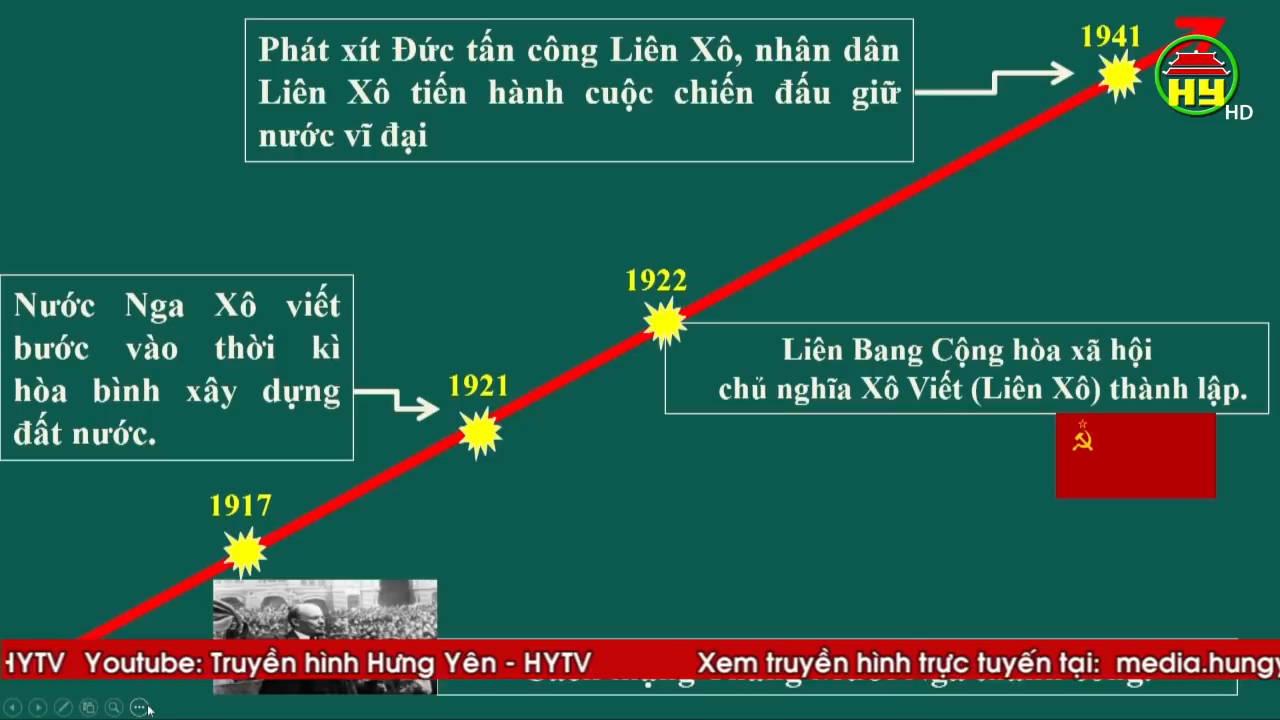 Phát xít Đức tấn công Liên Xô, nhân dân
Liên Xô tiến hành cuộc chiến đấu giữ
nước vĩ đại
1941
HY
HD
1922
Nước Nga Xô viết
bước vào thời kì
hòa bình xây dựng
đất nước.
Liên Bang Cộng hòa xã hội
chủ nghĩa Xô Viết (Liên Xô) thành lập.
1921
1917
HYTV Youtube: Truyền hình Hưng Yên - HYTV Xem truyền hình trực tuyến tại: media.hungy